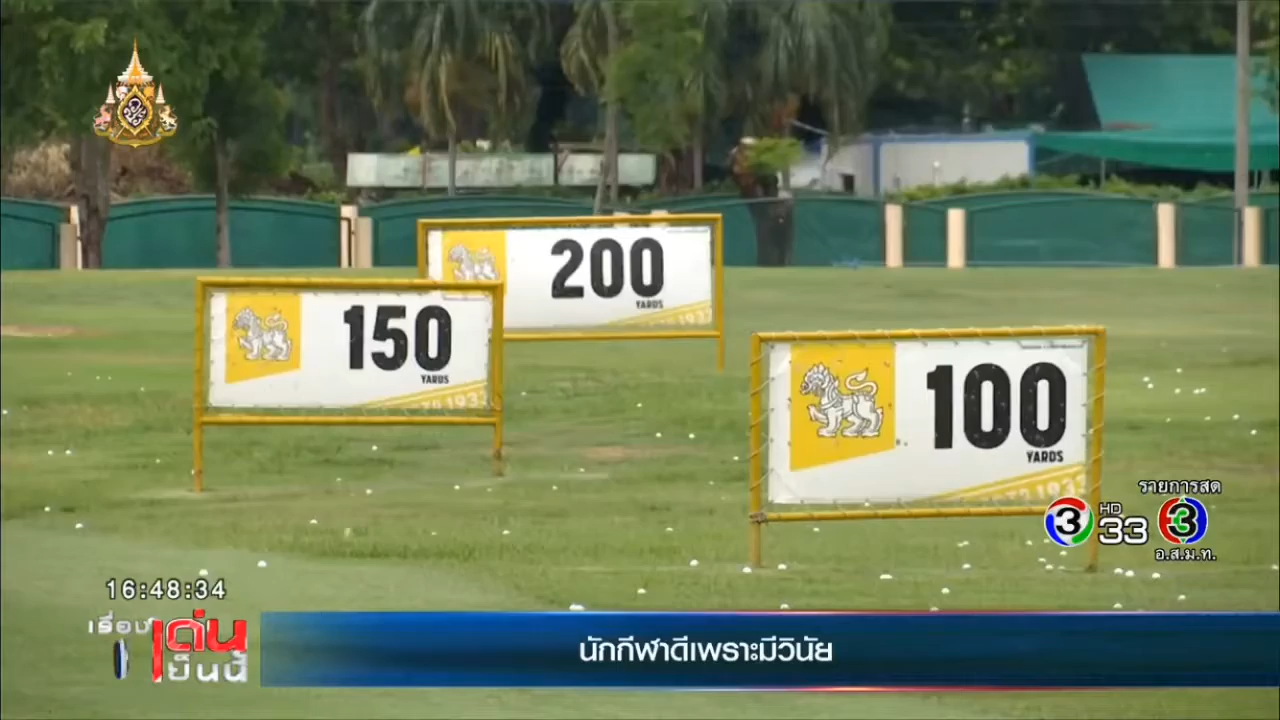 200
YARDS
150
YARDS
100
YARDS
รายการสด
3 HD 33 3
อ.ส.ม.ท.
16:48:34
เรื่องเด่น
เย็นนี้
นักกีฬาดีเพราะมีวินัย